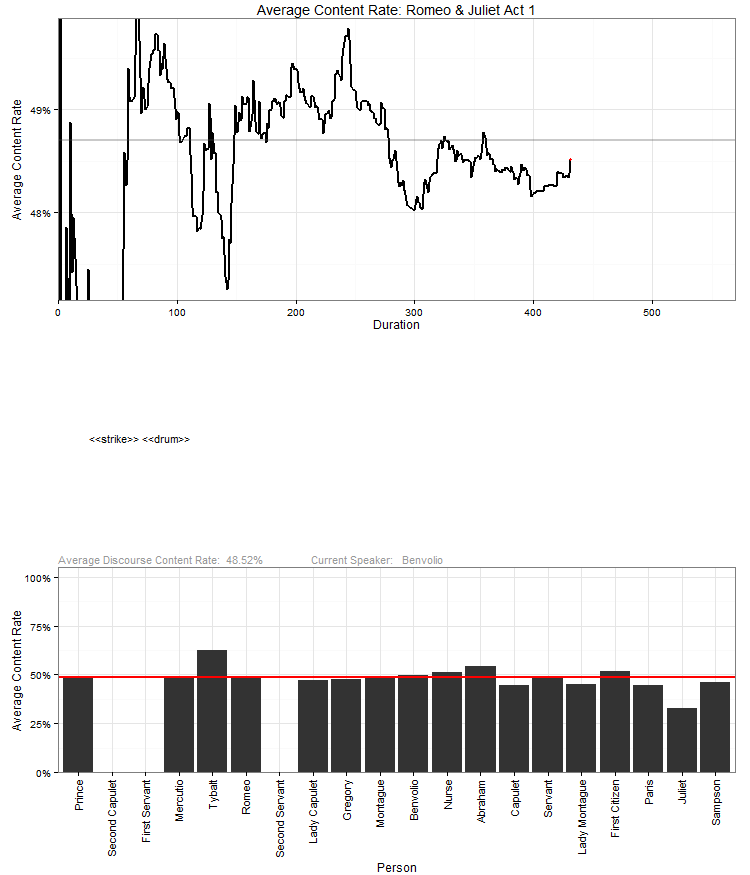 Average Content Rate: Romeo & Juliet Act 1
Average Content Rate
49%
48%
0 100 200 300 400 500
Duration
<<strike>> <<drum>>
Average Discourse Content Rate: 48.52% Current Speaker: Benvolio
Average Content Rate
100%
75%
50%
25%
0%
Prince
Second Capulet
First Servant
Mercutio
Tybalt
Romeo
Second Servant
Lady Capulet
Gregory
Montague
Benvolio
Nurse
Abraham
Capulet
Servant
Lady Montague
First Citizen
Paris
Juliet
Sampson
Person